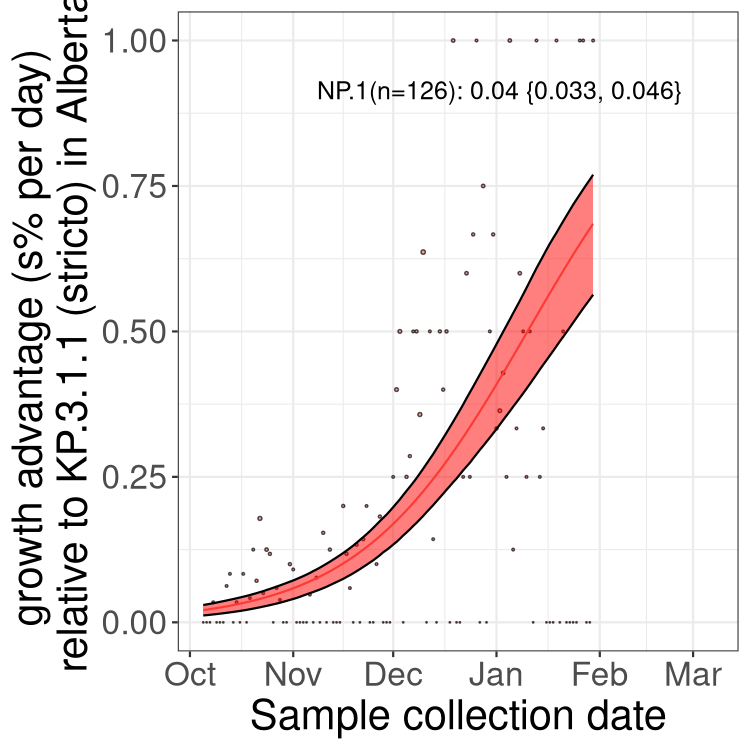 growth advantage (s% per day)
relative to KP.3.1.1 (stricto) in Alberta
1.00
0.75
0.50
0.25
0.00
NP.1(n=126): 0.04 {0.033, 0.046}
Oct Nov Dec Jan Feb Mar
Sample collection date